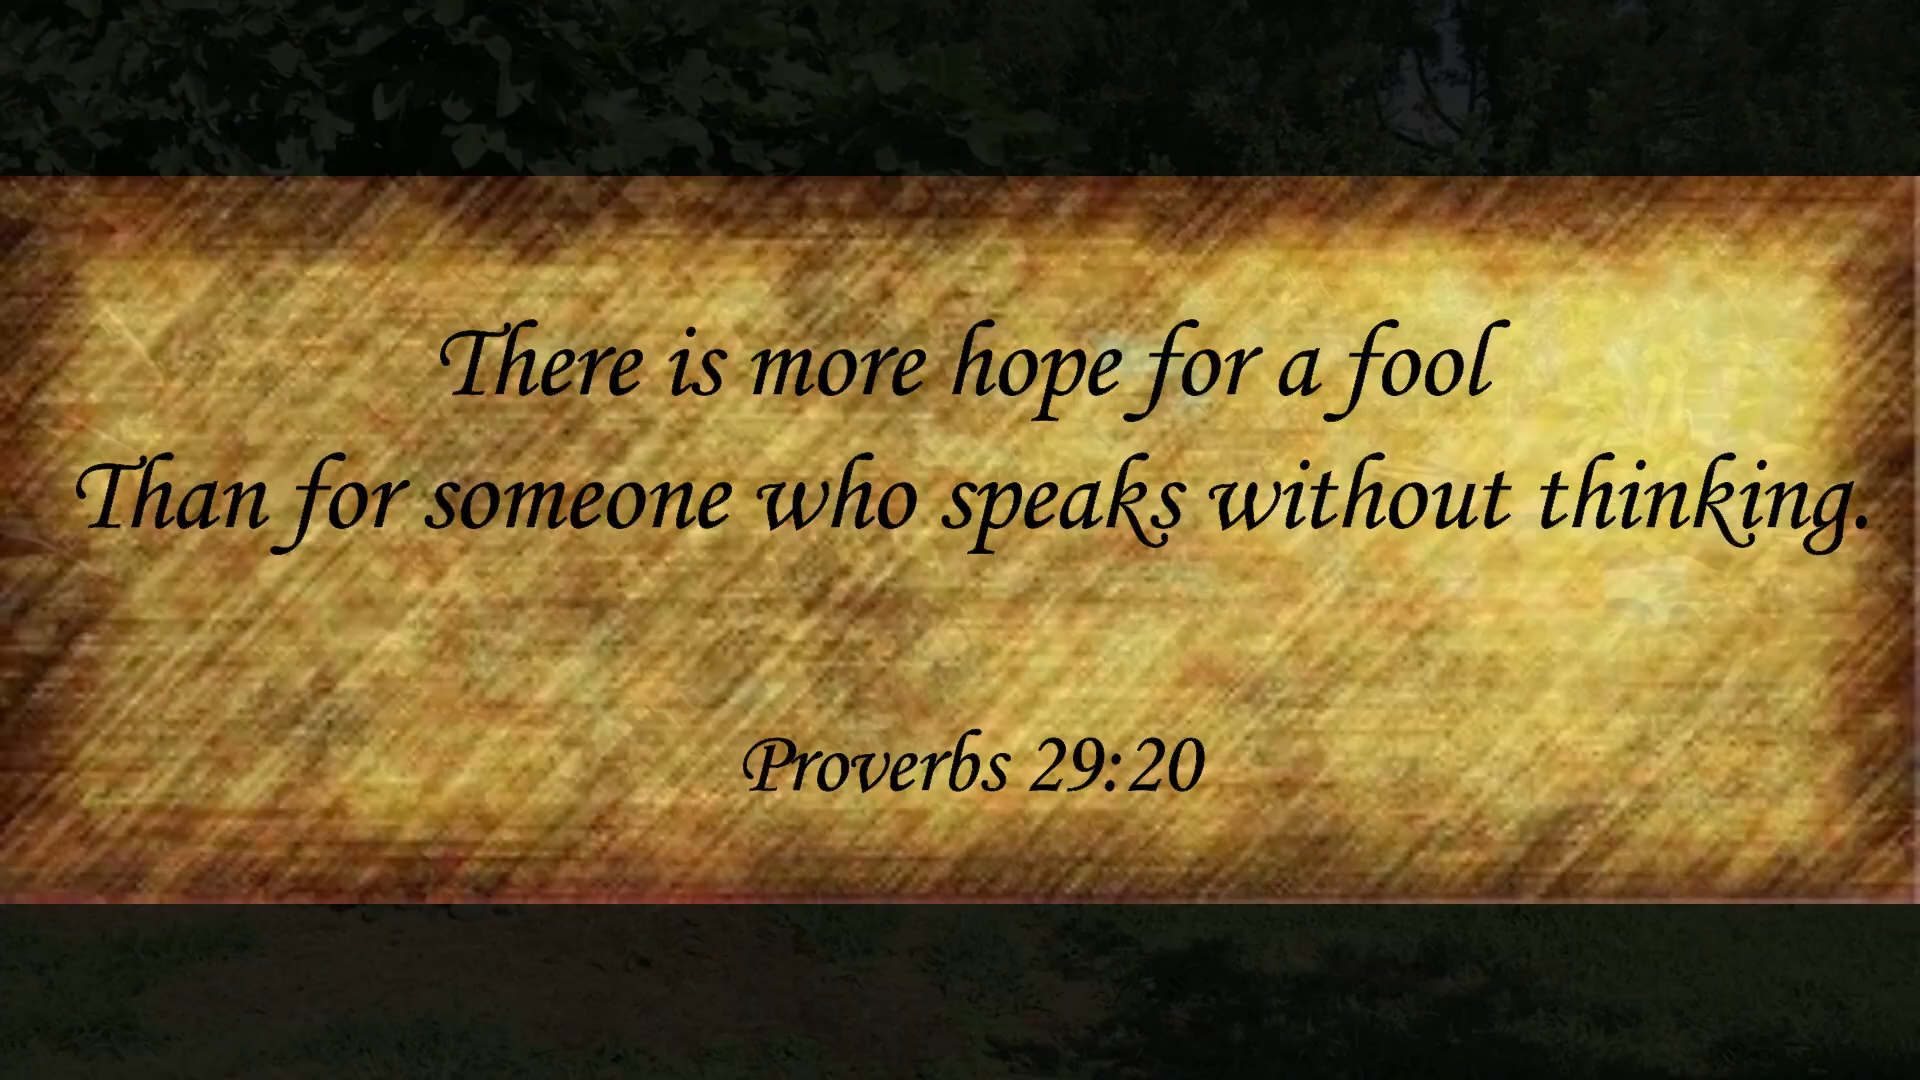 There is more hope for a fool
Than for someone who speaks without thinking.
Proverbs 29:20